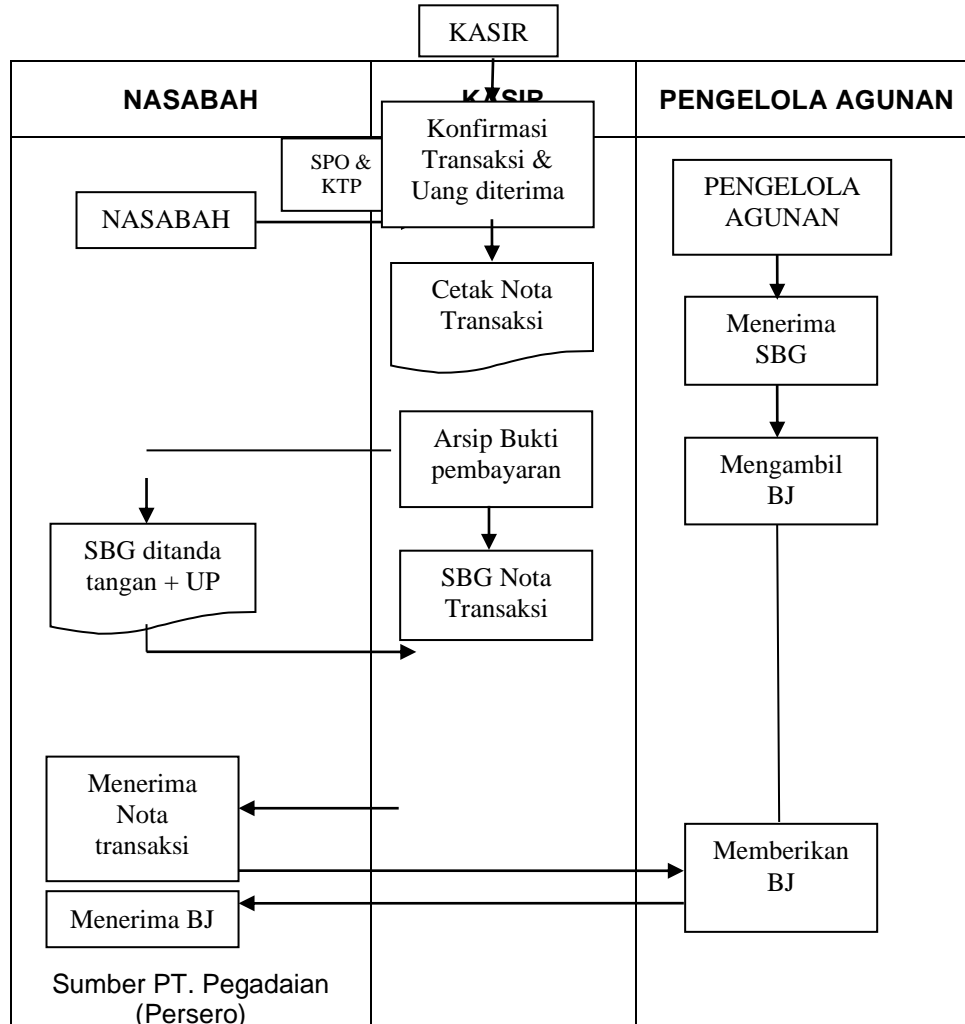 KASIR
NASABAH
KASIR
PENGELOLA AGUNAN
Konfirmasi
Transaksi &
Uang diterima
SPO &
KTP
NASABAH
PENGELOLA
AGUNAN
Cetak Nota
Transaksi
Menerima
SBG
Arsip Bukti
pembayaran
Mengambil
BJ
SBG ditanda
tangan + UP
SBG Nota
Transaksi
Menerima
Nota
transaksi
Memberikan
BJ
Menerima BJ
Sumber PT. Pegadaian
(Persero)